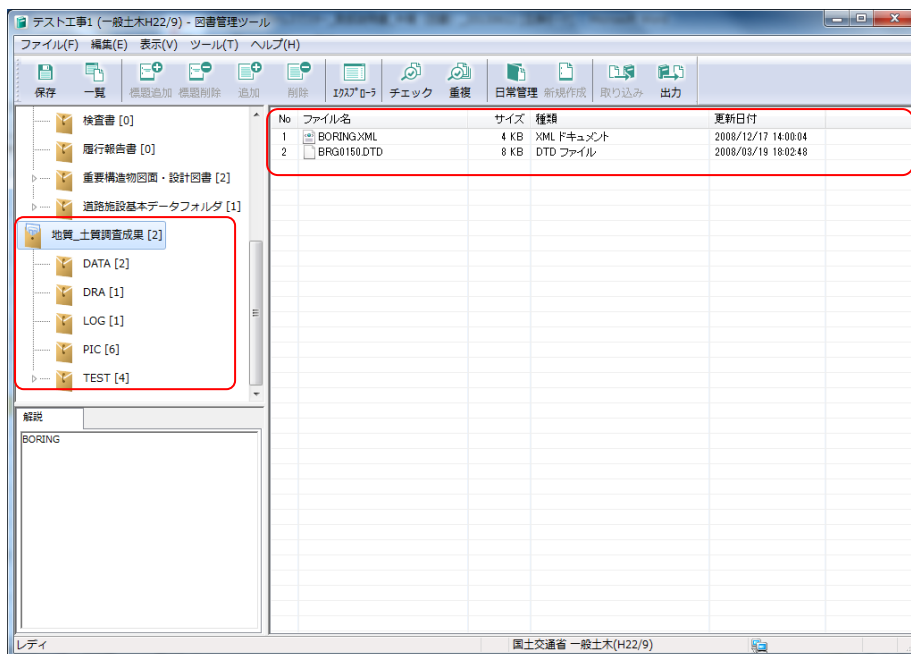 テスト工事1 (一般土木H22/9) - 図書管理ツール
ファイル(F) 編集(E) 表示(V) ツール(T) ヘルプ(H)
保存 一覧 標題追加 標題削除 追加 削除 エクスプローラ チェック 重複 日常管理 新規作成 取り込み 出力
検査書 [0]
履行報告書 [0]
重要構造物図面・設計図書 [2]
道路施設基本データフォルダ [1]
地質_土質調査成果 [2]
DATA [2]
DRA [1]
LOG [1]
PIC [6]
TEST [4]
No ファイル名 サイズ 種類 更新日付
1 BORING.XML 4 KB XML ドキュメント 2008/12/17 14:00:04
2 BRG0150.DTD 8 KB DTD ファイル 2008/03/19 18:02:48
解説
BORING
レディ 国土交通省 一般土木(H22/9)